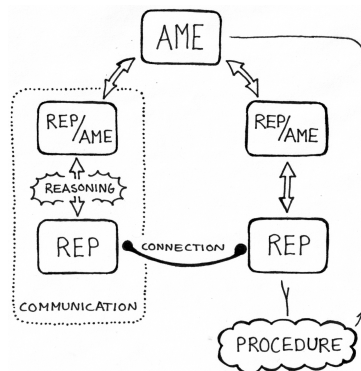 AME
REP/AME
REP/AME
REASONING
REP
CONNECTION
REP
COMMUNICATION
PROCEDURE